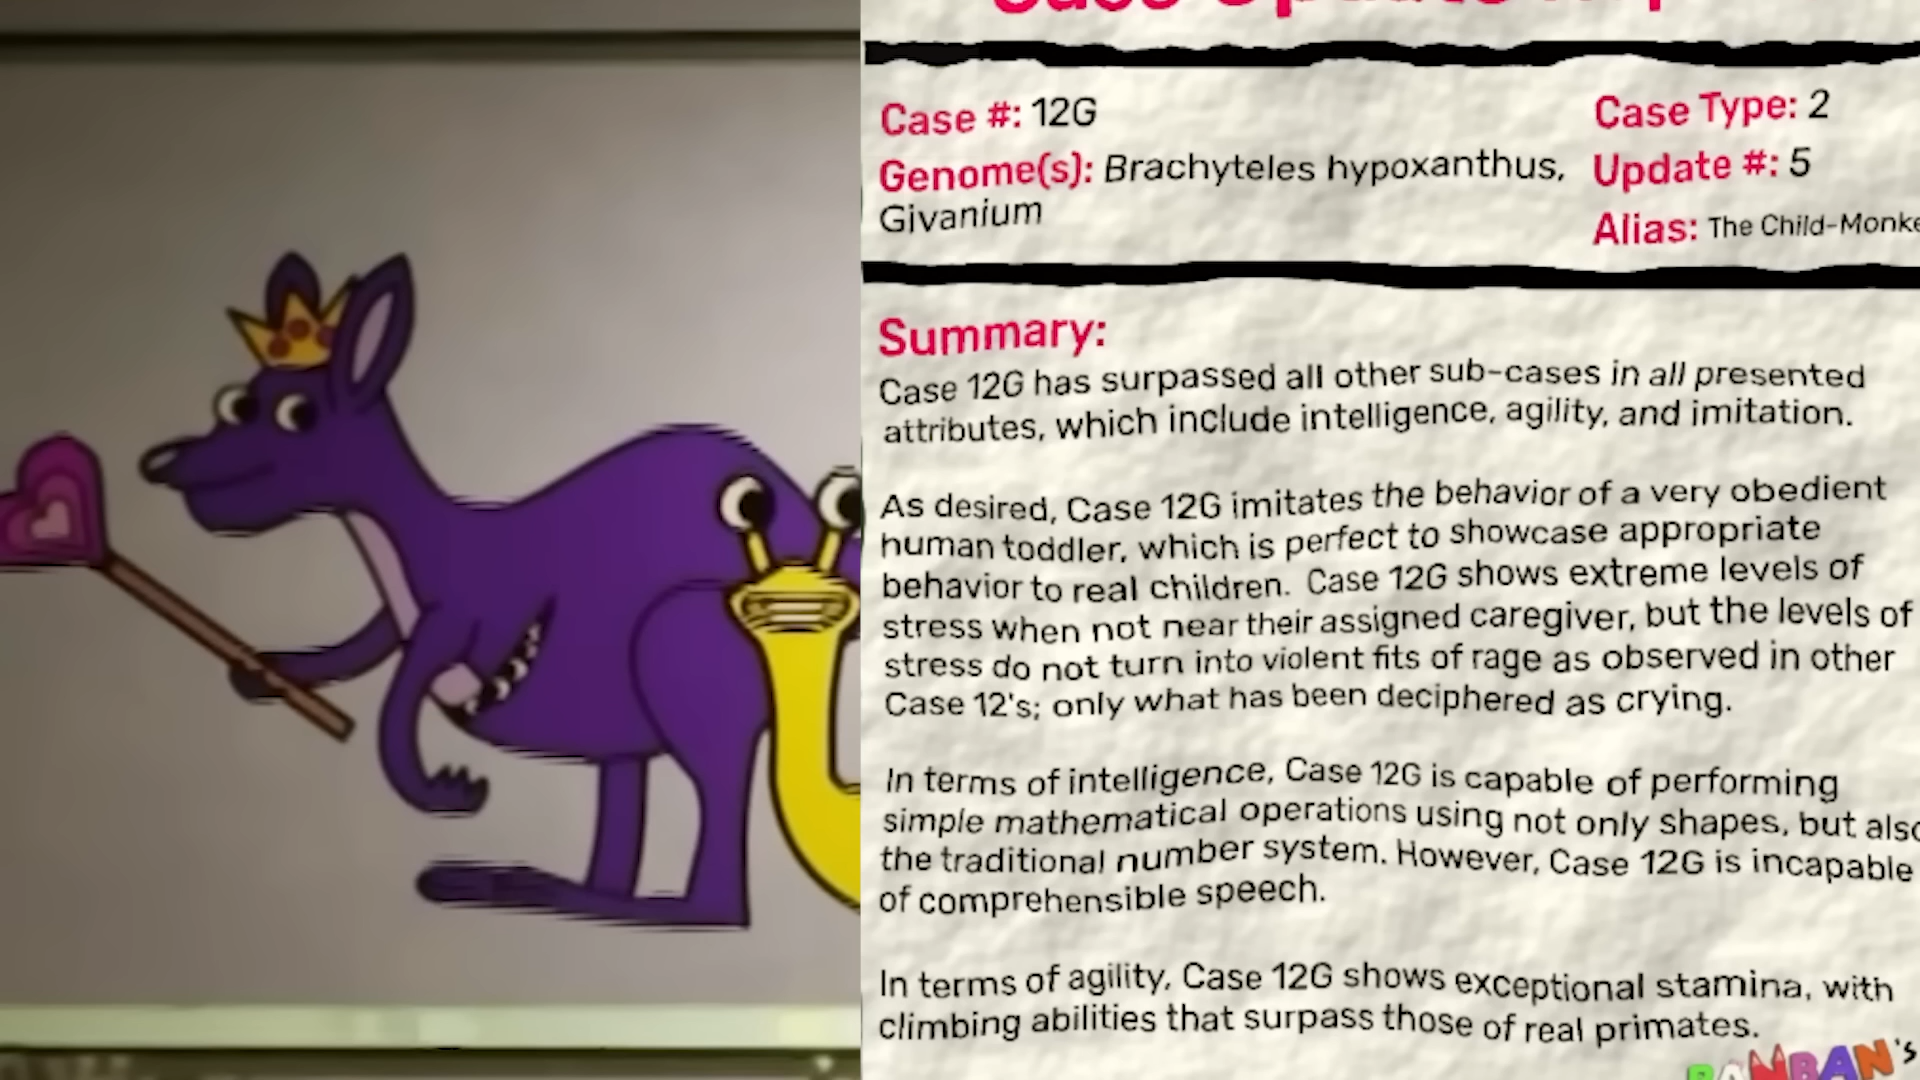 Case #: 12G
Case Type: 2
Genome(s): Brachyteles hypoxanthus,
Update #: 5
Givanium
Alias: The Child-Monke
Summary:
Case 12G has surpassed all other sub-cases in all presented
attributes, which include intelligence, agility, and imitation.
As desired, Case 12G imitates the behavior of a very obedient
human toddler, which is perfect to showcase appropriate
behavior to real children. Case 12G shows extreme levels of
stress when not near their assigned caregiver, but the levels of
stress do not turn into violent fits of rage as observed in other
Case 12's; only what has been deciphered as crying.
In terms of intelligence, Case 12G is capable of performing
simple mathematical operations using not only shapes, but also
the traditional number system. However, Case 12G is incapable
of comprehensible speech.
In terms of agility, Case 12G shows exceptional stamina, with
climbing abilities that surpass those of real primates.
BANBAN's